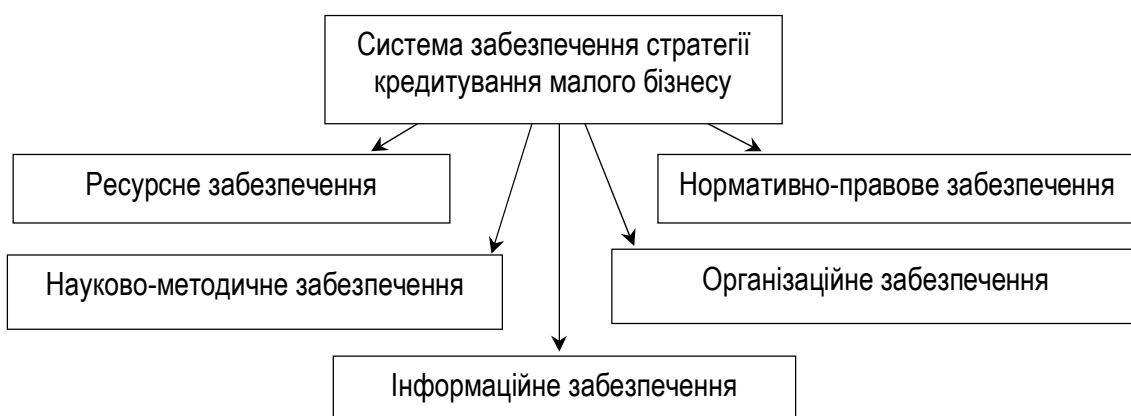 Система забезпечення стратегії
кредитування малого бізнесу
Ресурсне забезпечення
Нормативно-правове забезпечення
Науково-методичне забезпечення
Організаційне забезпечення
Інформаційне забезпечення